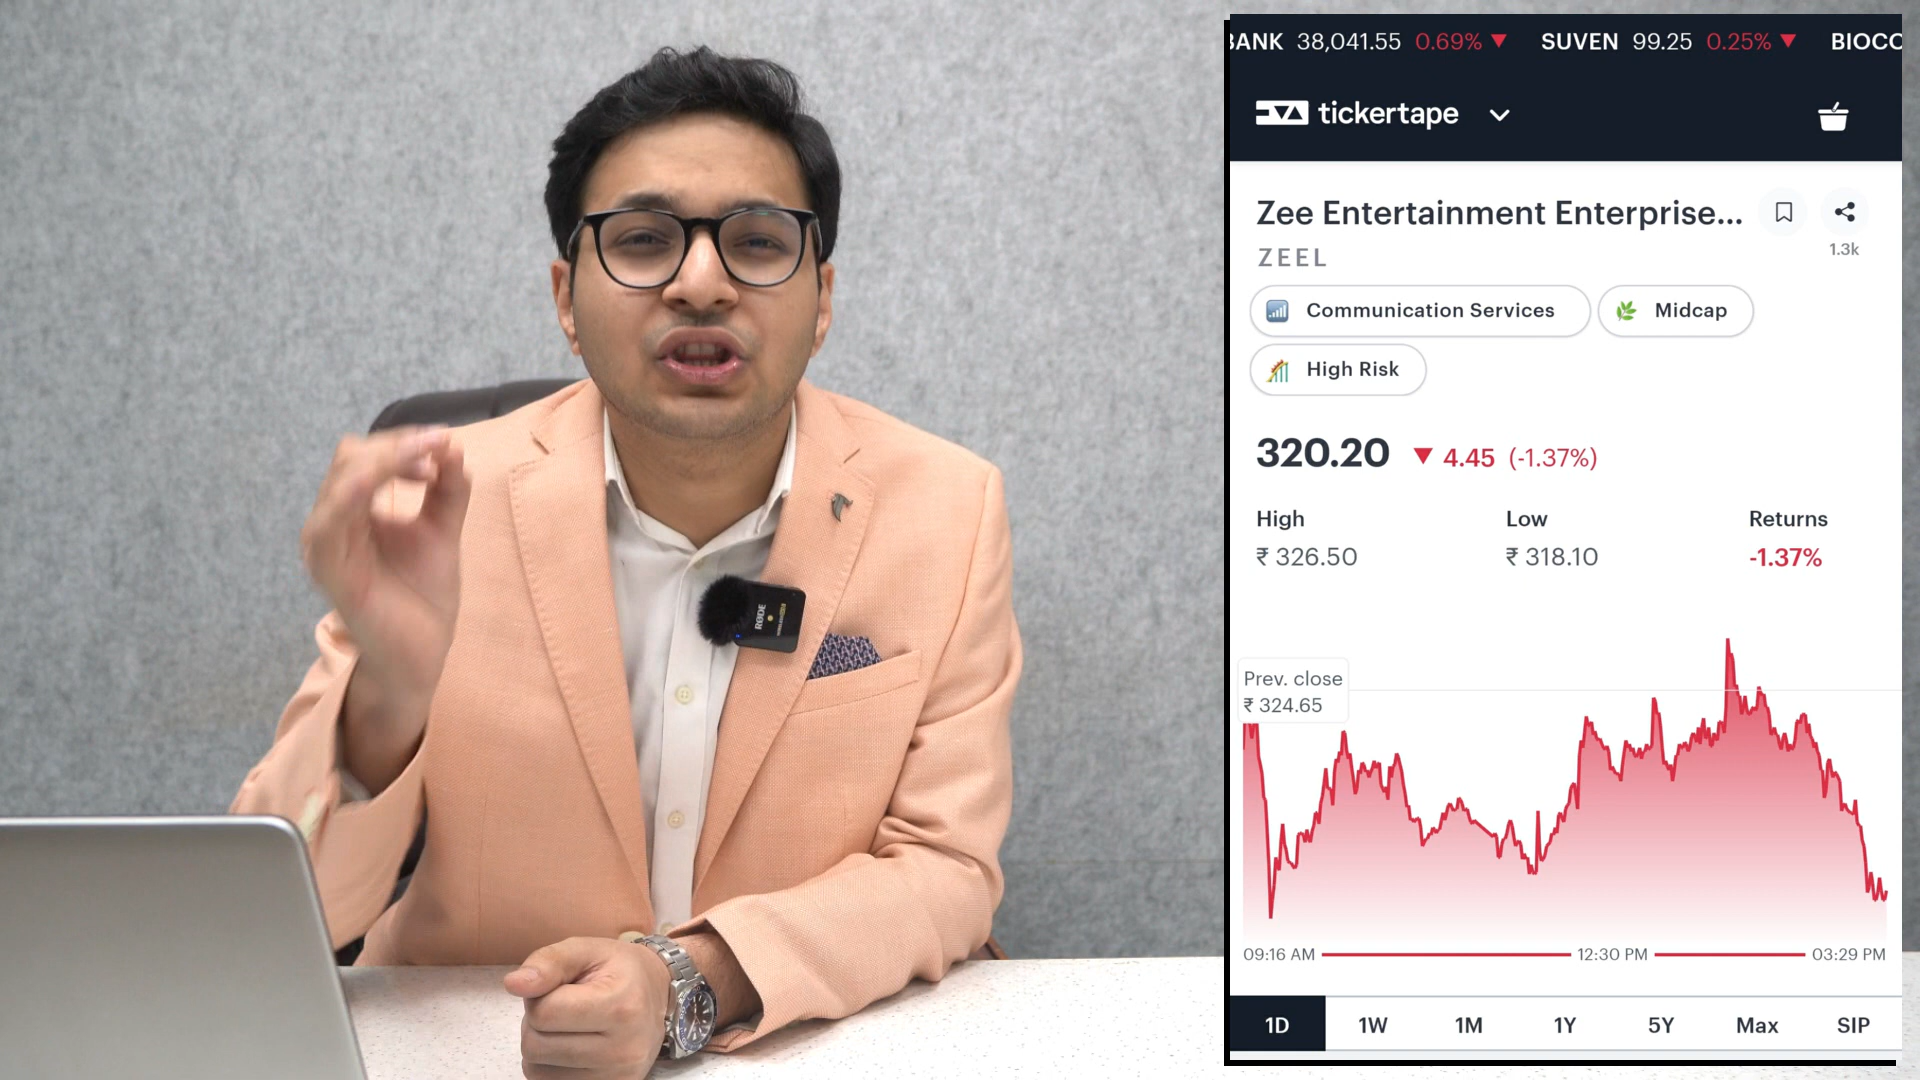 BANK 38,041.55 0.69% ▼ SUVEN 99.25 0.25% ▼ BIOCO
tickertape
Zee Entertainment Enterprise...
ZEEL
1.3k
Communication Services
Midcap
High Risk
320.20 ▼ 4.45 (-1.37%)
High Low Returns
₹ 326.50 ₹ 318.10 -1.37%
Prev. close
₹ 324.65
09:16 AM 12:30 PM 03:29 PM
1D 1W 1M 1Y 5Y Max SIP
RØDE